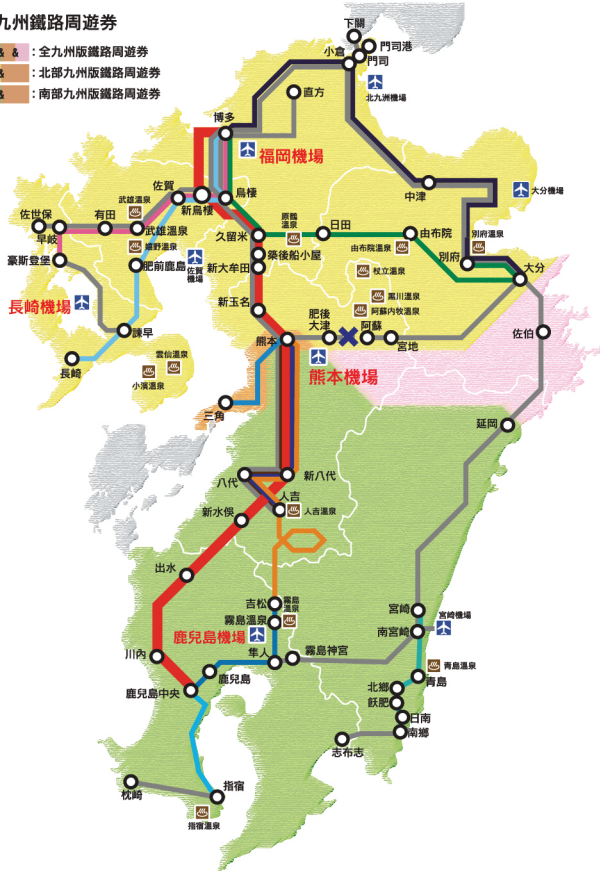 九州鐵路周遊券
& & : 全九州版鐵路周遊券
& : 北部九州版鐵路周遊券
& : 南部九州版鐵路周遊券
下關
門司港
小倉
門司
北九洲機場
直方
博多
福岡機場
中津
大分機場
佐賀
新鳥棲
鳥棲
武雄溫泉
佐世保
早岐
有田
武雄溫泉
嬉野溫泉
豪斯登堡
肥前鹿島
佐賀
機場
久留米
原鶴
溫泉
日田
由布院
由布院溫泉
別府溫泉
別府
大分
築後船小屋
新大牟田
杖立溫泉
黒川溫泉
阿蘇內牧溫泉
新玉名
長崎機場
諫早
長崎
雲仙溫泉
小濱溫泉
熊本
肥後
大津
阿蘇
宮地
佐伯
熊本機場
三角
延岡
八代
新八代
人吉
人吉溫泉
新水俁
出水
吉松
霧島
溫泉
霧島溫泉
鹿兒島機場
宮崎
宮崎機場
南宮崎
川內
隼人
霧島神宮
鹿兒島
鹿兒島中央
青島溫泉
青島
北鄉
飫肥
日南
南鄉
志布志
枕崎
指宿
指宿溫泉